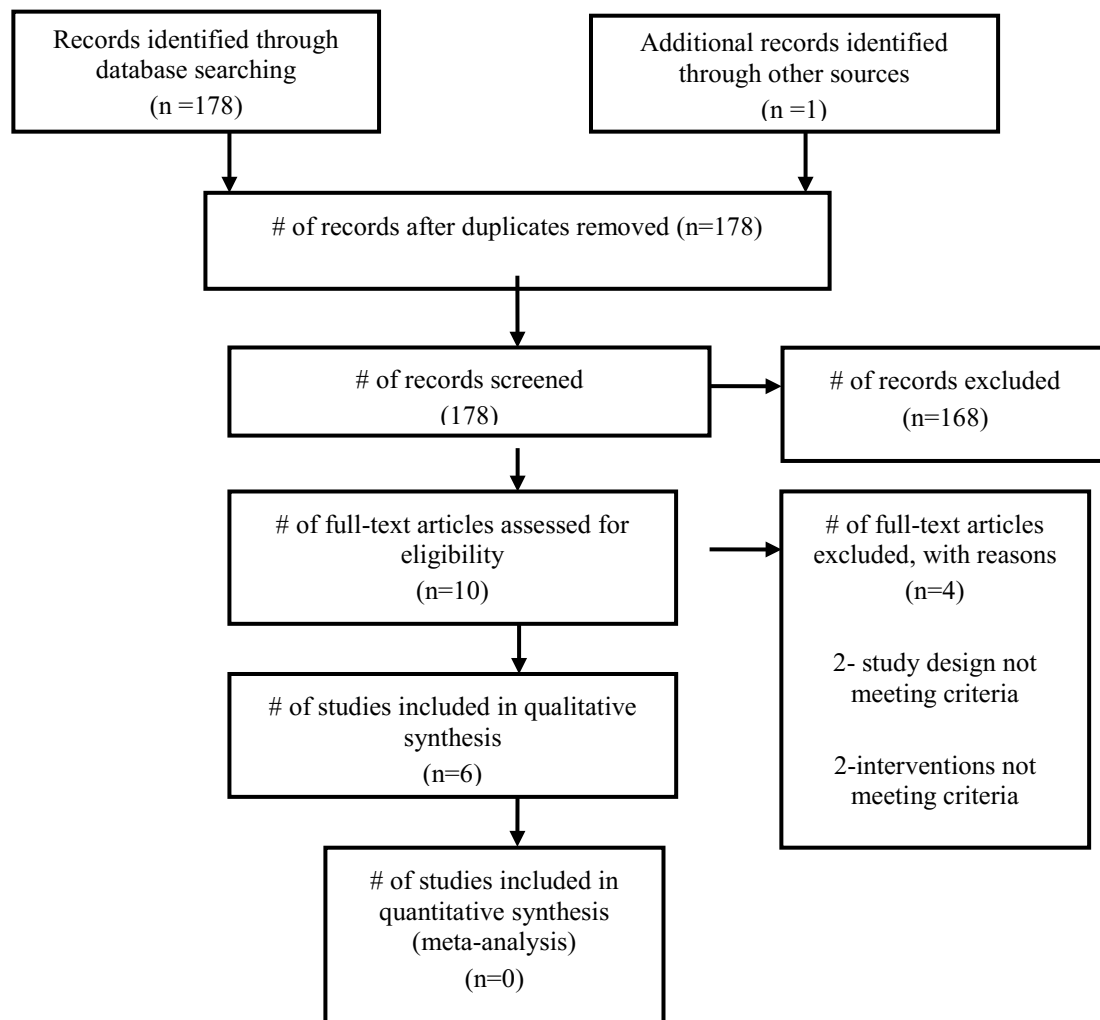 Records identified through
database searching
(n =178)
Additional records identified
through other sources
(n =1)
# of records after duplicates removed (n=178)
# of records screened
(178)
# of records excluded
(n=168)
# of full-text articles assessed for
eligibility
(n=10)
# of full-text articles
excluded, with reasons
(n=4)
2- study design not
meeting criteria
2-interventions not
meeting criteria
# of studies included in qualitative
synthesis
(n=6)
# of studies included in
quantitative synthesis
(meta-analysis)
(n=0)